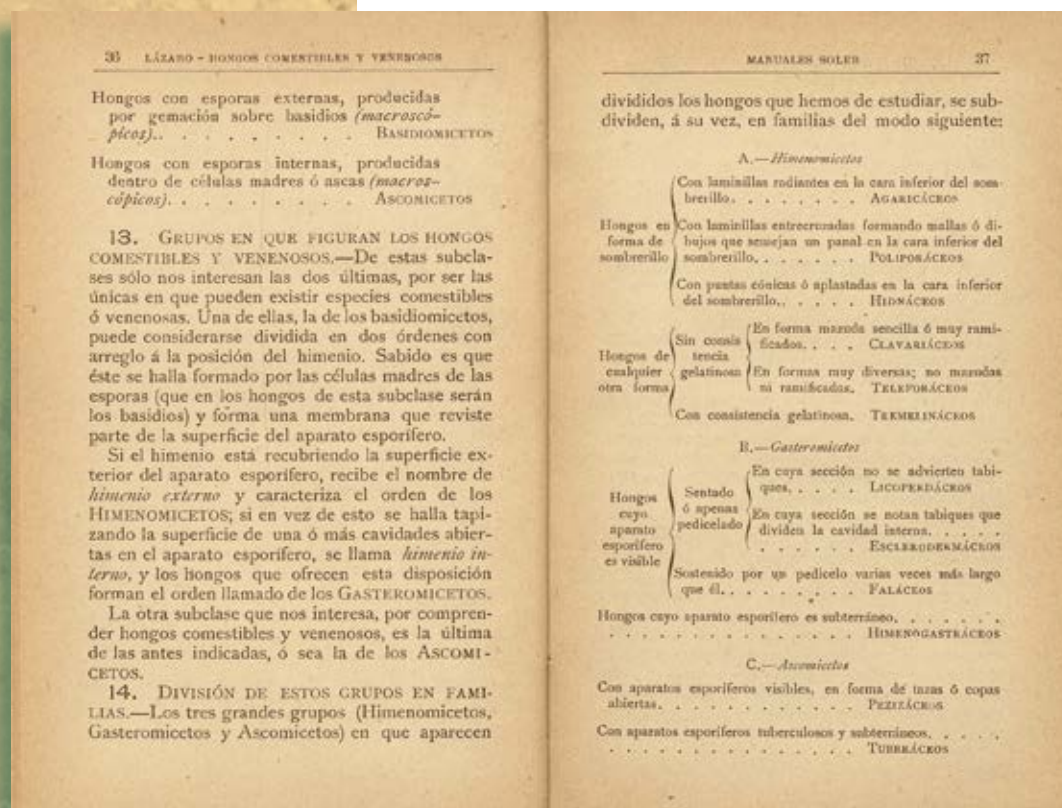 36 LÁZARO - HONGOS COMESTIBLES Y VENENOSOS
Hongos con esporas externas, producidas
por gemación sobre basidios (macroscó-
picos).. . . . . . . . BASIDIOMICETOS
Hongos con esporas internas, producidas
dentro de células madres ó ascas (macros-
cópicos). . . . . . . . . ASCOMICETOS
13. GRUPOS EN QUE FIGURAN LOS HONGOS
COMESTIBLES Y VENENOSOS.—De estas subcla-
ses sólo nos interesan las dos últimas, por ser las
únicas en que pueden existir especies comestibles
ó venenosas. Una de ellas, la de los basidiomicetos,
puede considerarse dividida en dos órdenes con
arreglo á la posición del himenio. Sabido es que
éste se halla formado por las células madres de las
esporas (que en los hongos de esta subclase serán
los basidios) y forma una membrana que reviste
parte de la superficie del aparato esporífero.
Si el himenio está recubriendo la superficie ex-
terior del aparato esporífero, recibe el nombre de
himenio externo y caracteriza el orden de los
HIMENOMICETOS; si en vez de esto se halla tapi-
zando la superficie de una ó más cavidades abier-
tas en el aparato esporífero, se llama himenio in-
terno, y los hongos que ofrecen esta disposición
forman el orden llamado de los GASTEROMICETOS.
La otra subclase que nos interesa, por compren-
der hongos comestibles y venenosos, es la última
de las antes indicadas, ó sea la de los ASCOMI-
CETOS.
14. DIVISIÓN DE ESTOS GRUPOS EN FAMI-
LIAS.—Los tres grandes grupos (Himenomicetos,
Gasteromicetos y Ascomicetos) en que aparecen
MANUALES SOLER 37
divididos los hongos que hemos de estudiar, se sub-
dividen, á su vez, en familias del modo siguiente:
A.—Himenomicetos
Hongos en
forma de
sombrerillo
Con laminillas radiantes en la cara inferior del som-
brerillo. . . . . . . . AGARICÁCEOS
Con laminillas entrecruzadas formando mallas ó di-
bujos que semejan un panal en la cara inferior del
sombrerillo. . . . . . . POLIPORÁCEOS
Con puntas cónicas ó aplastadas en la cara inferior
del sombrerillo.. . . . . HIDNÁCEOS
Hongos de
cualquier
otra forma
Sin consis
tencia
gelatinosa
En forma mazuda sencilla ó muy rami-
ficados. . . . CLAVARIÁCEOS
En formas muy diversas; no mazudas
ni ramificadas. TELEFORÁCEOS
Con consistencia gelatinosa. TREMELINÁCEOS
B.—Gasteromicetos
Hongos
cuyo
aparato
esporífero
es visible
Sentado
ó apenas
pedicelado
En cuya sección no se advierten tabi-
ques. . . . . LICOPERDÁCEOS
En cuya sección se notan tabiques que
dividen la cavidad interna. . . . .
. . . . . . ESCLERODERMÁCEOS
Sostenido por un pedicelo varias veces más largo
que él. . . . . . . . . FALÁCEOS
Hongos cuyo aparato esporífero es subterráneo. . . . . . .
. . . . . . . . . . . . . HIMENOGASTRÁCEOS
C.—Ascomicetos
Con aparatos esporíferos visibles, en forma de tazas ó copas
abiertas. . . . . . . . . . . . PEZIZÁCEOS
Con aparatos esporíferos tuberculosos y subterráneos. . . . .
. . . . . . . . . . . . . . TUBERÁCEOS